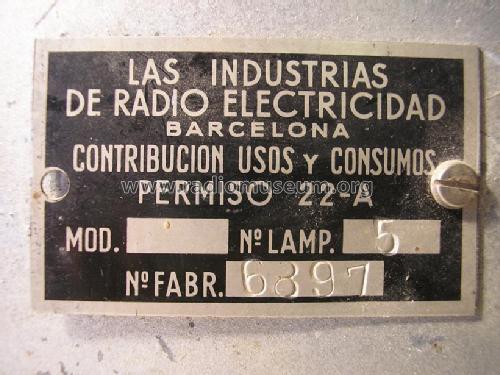 LAS INDUSTRIAS
DE RADIO ELECTRICIDAD
BARCELONA
CONTRIBUCION USOS Y CONSUMOS
www.radiomuseum.org
PERMISO 22-A
MOD. Nº LAMP. 5
Nº FABR. 6897